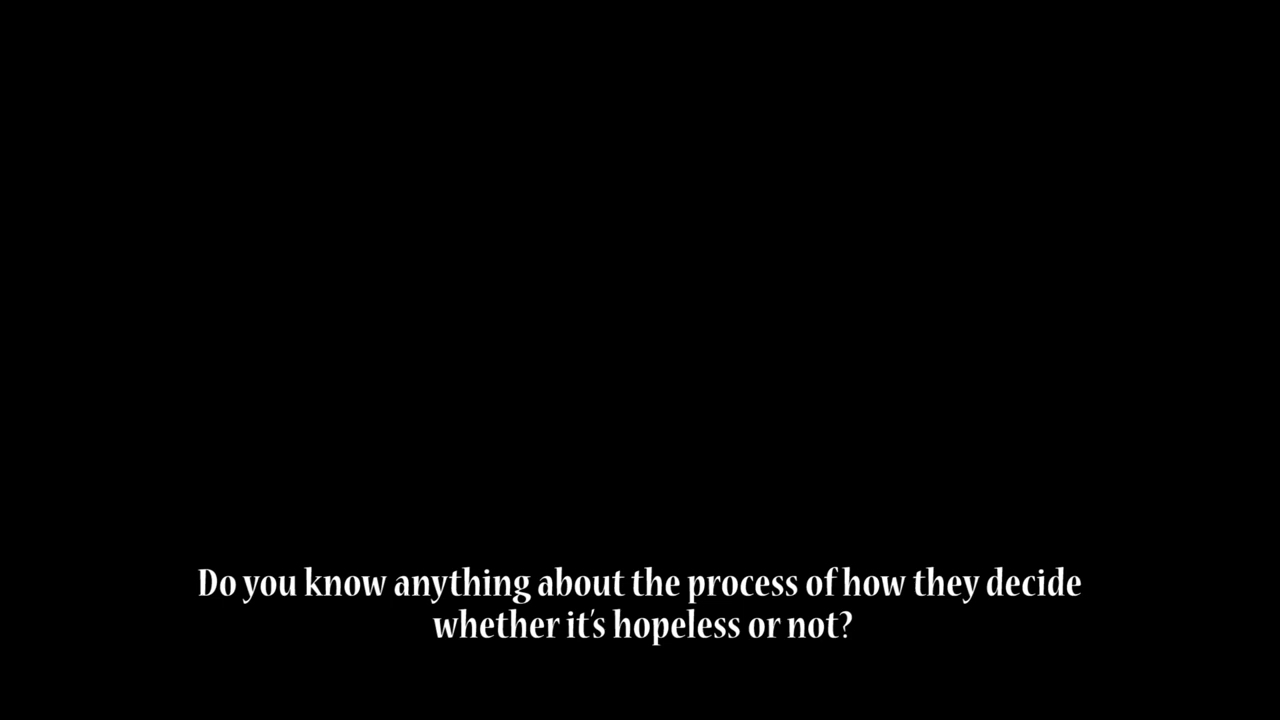 Do you know anything about the process of how they decide
whether it's hopeless or not?